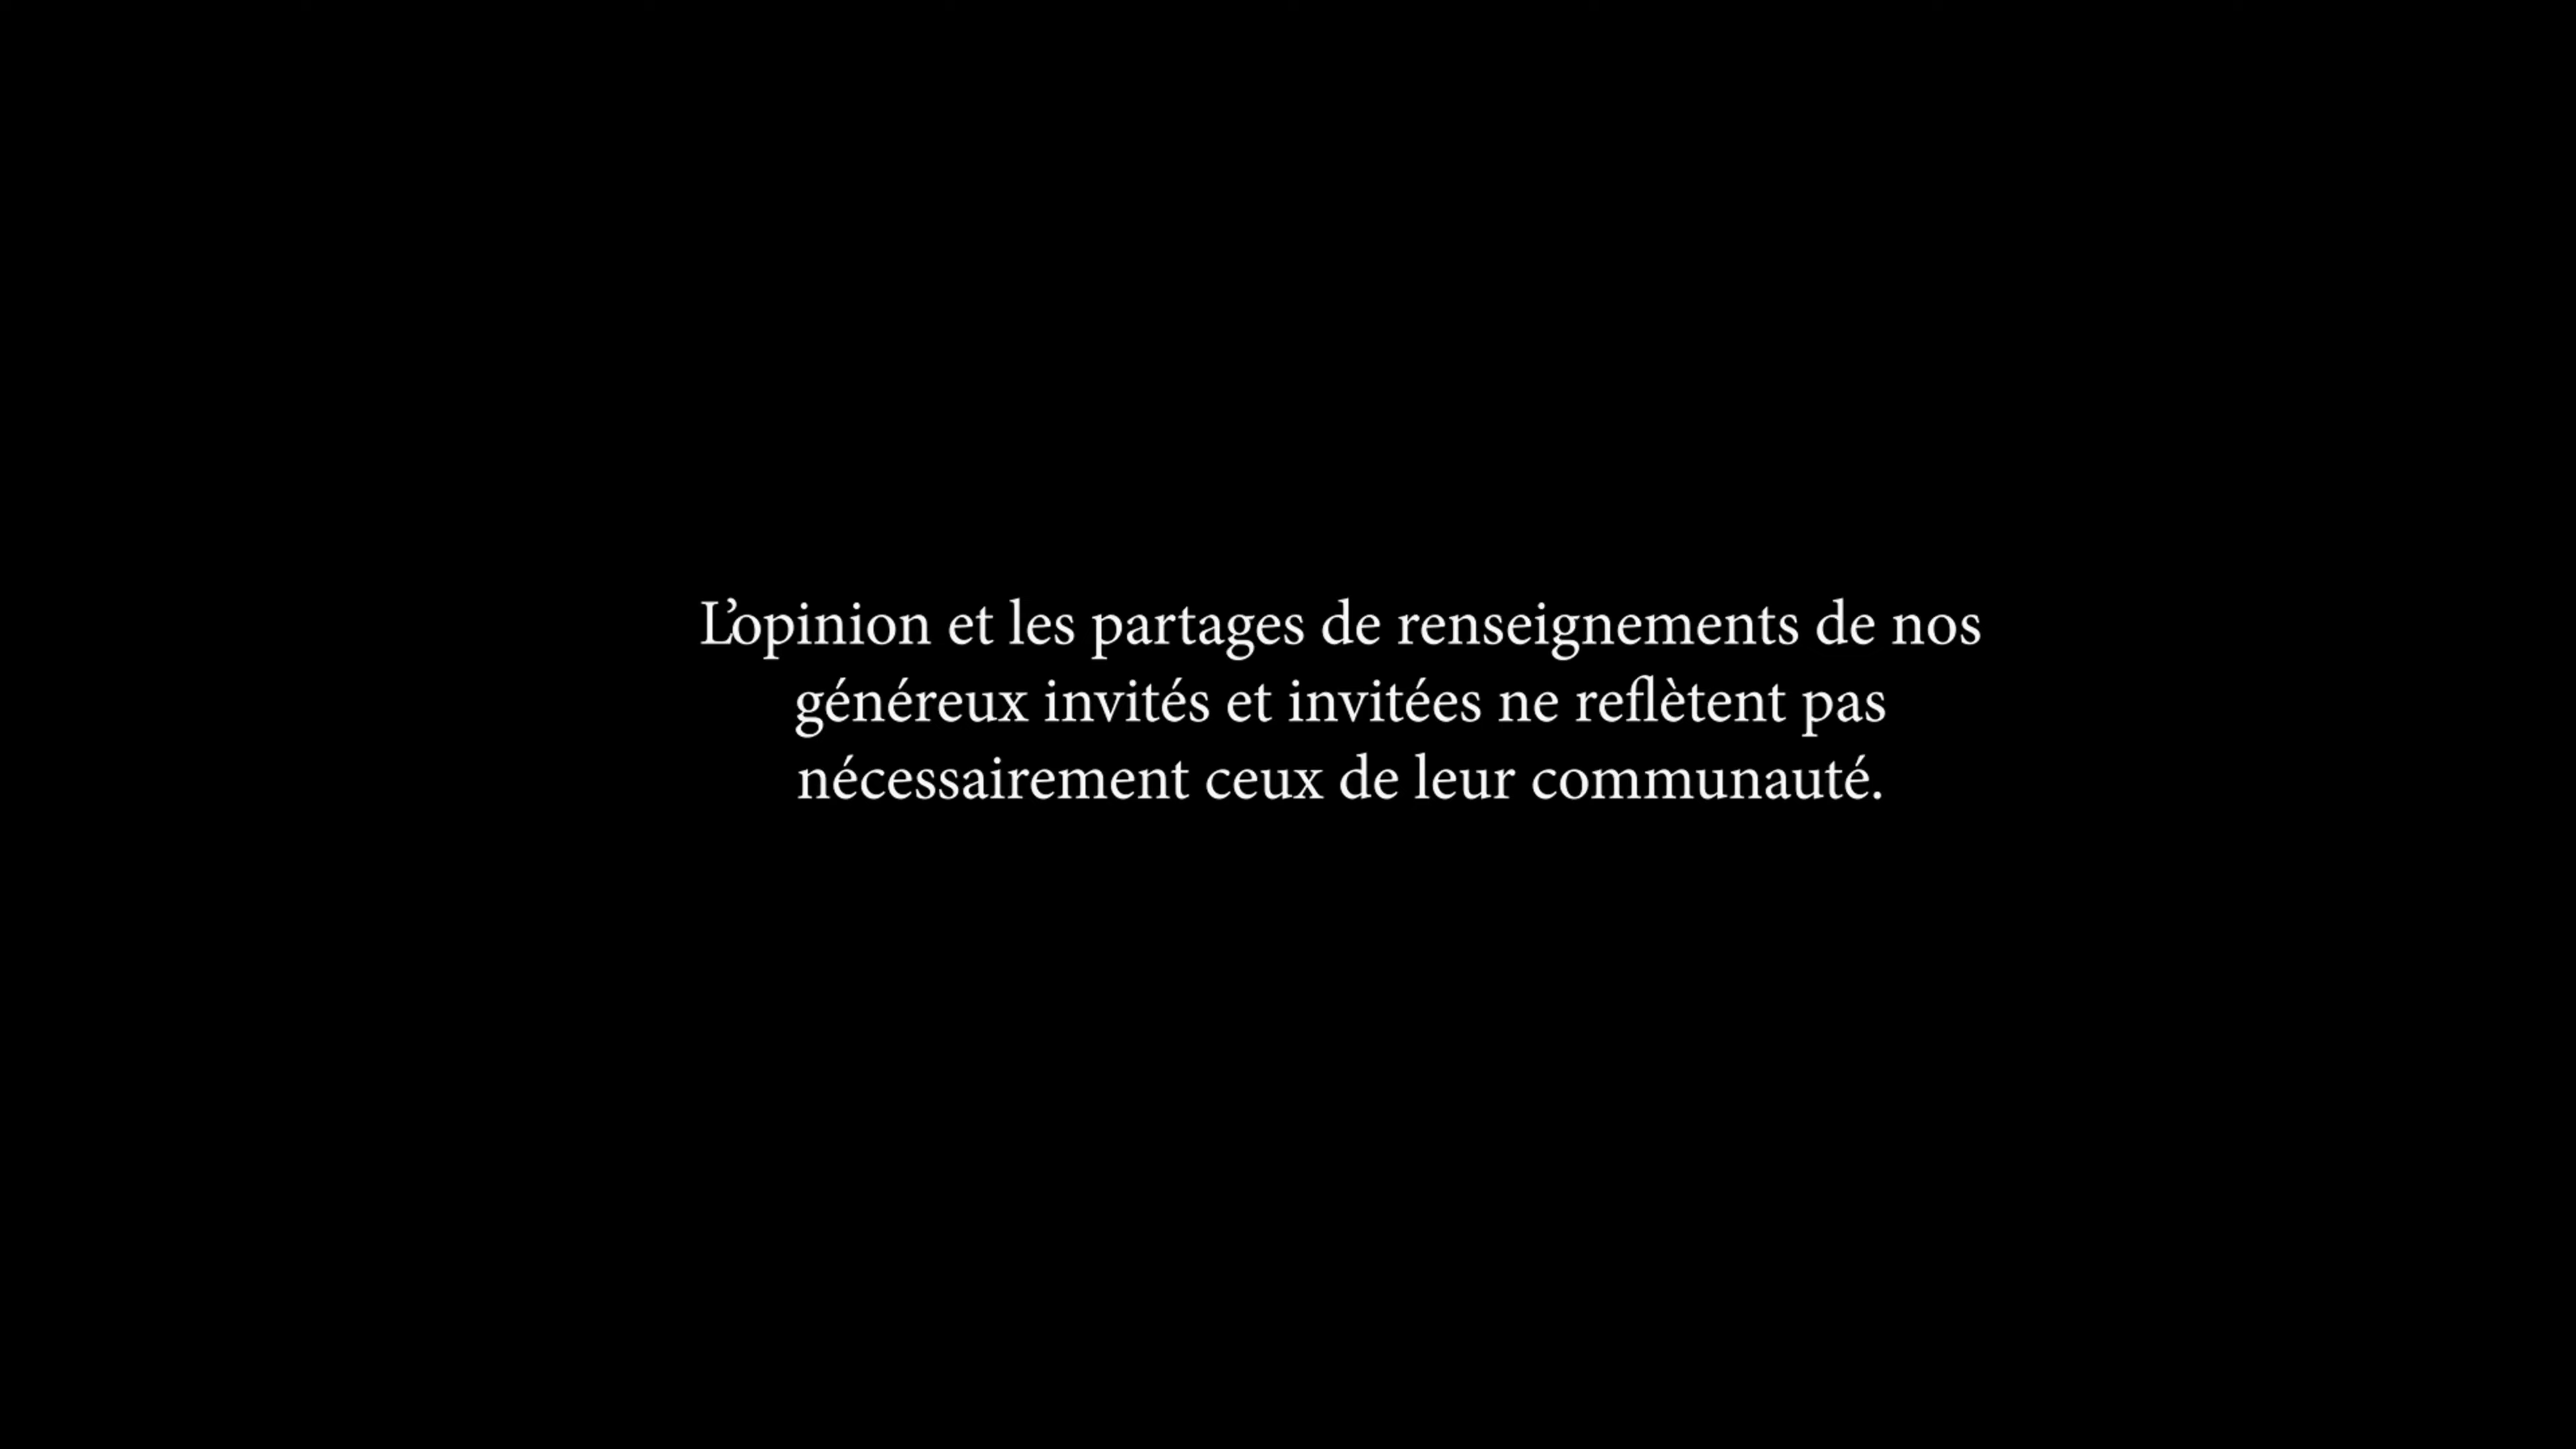 L’opinion et les partages de renseignements de nos
généreux invités et invitées ne reflètent pas
nécessairement ceux de leur communauté.